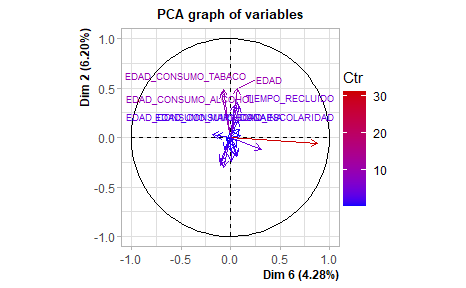 PCA graph of variables
Dim 2 (6.20%)
1.0
0.5
0.0
-0.5
-1.0
EDAD_CONSUMO_TABACO
EDAD
EDAD_CONSUMO_ALCOHOL
TIEMPO_RECLUIDO
ESCOLARIDAD
-1.0 -0.5 0.0 0.5 1.0
Dim 6 (4.28%)
Ctr
30
20
10